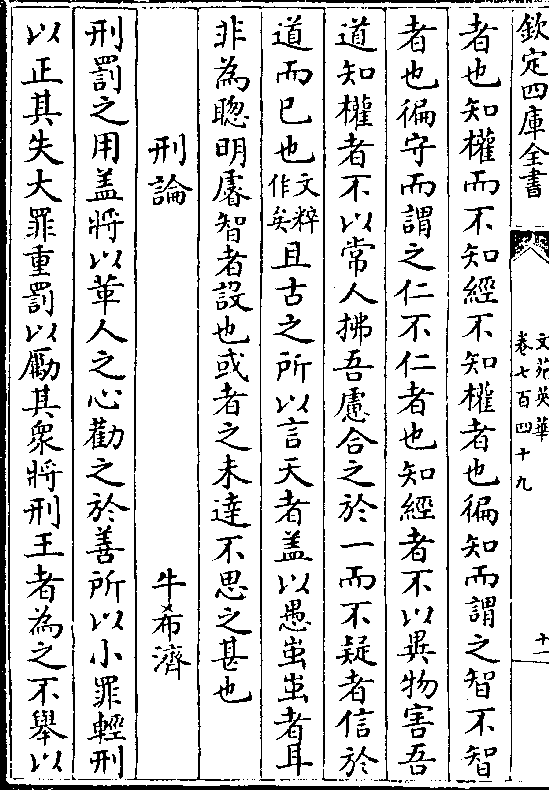 欽定四庫全書
文苑英華
卷七百四十九
十一
者也知權而不知經不知權者也徧知而謂之智不智
者也徧守而謂之仁不仁者也知經者不以異物害吾
道知權者不以常人拂吾慮合之於一而不疑者信於
道而已也文粹作矣且古之所以言天者盖以愚蚩蚩者耳
非為聰明睿智者設也或者之未達不思之甚也
刑論
牛希濟
刑罰之用盖將以革人之心勸之於善所以小罪輕刑
以正其失大罪重罰以勵其衆將刑王者為之不舉以